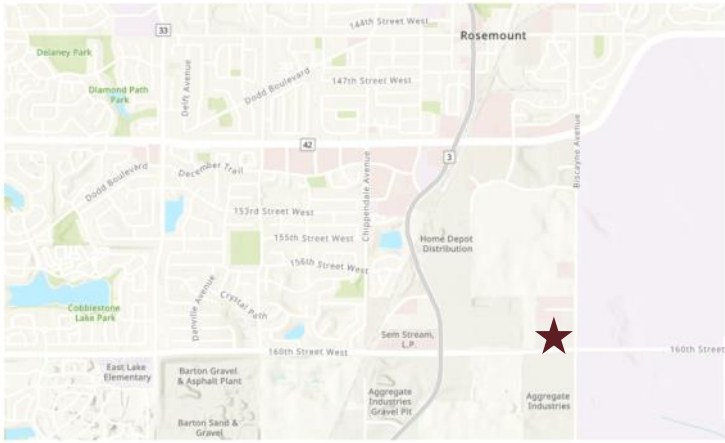 144th Street West
33
Rosemount
Delaney Park
Delft Avenue
Dodd Boulevard
147th Street West
Diamond Path
Park
42
3
Biscayne Avenue
Dodd Boulevard
December Trail
Chippendale Avenue
153rd Street West
155th Street West
Home Depot
Distribution
156th Street West
Danville Avenue
Crystal Path
Cobblestone
Lake Park
Sem Stream,
L.P.
160th Street West
160th Street
East Lake
Elementary
Barton Gravel
& Asphalt Plant
Aggregate
Industries
Gravel Pit
Aggregate
Industries
Barton Sand &
Gravel